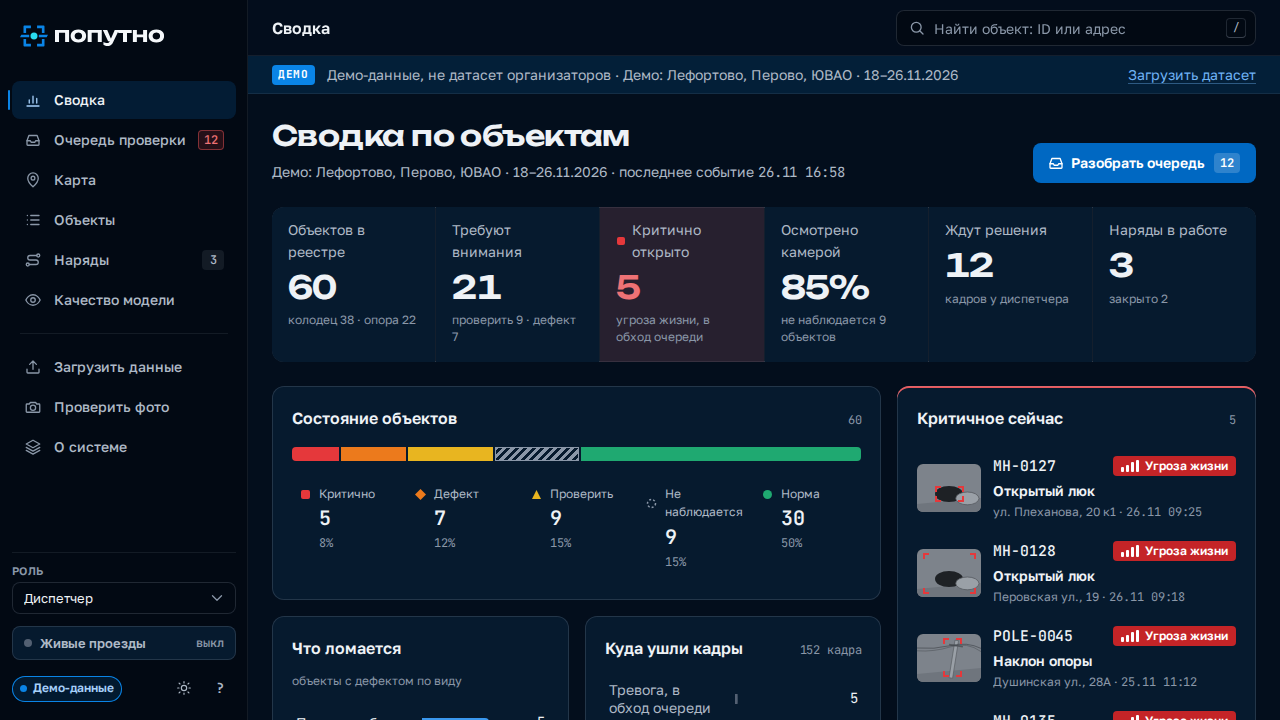 попутно
Сводка
Очередь проверки 12
Карта
Объекты
Наряды 3
Качество модели
Загрузить данные
Проверить фото
О системе
РОЛЬ
Диспетчер
Живые проезды выкл
Демо-данные ?
Сводка
Найти объект: ID или адрес /
ДЕМО Демо-данные, не датасет организаторов · Демо: Лефортово, Перово, ЮВАО · 18–26.11.2026 Загрузить датасет
Сводка по объектам
Демо: Лефортово, Перово, ЮВАО · 18–26.11.2026 · последнее событие 26.11 16:58
Разобрать очередь 12
Объектов в
реестре
60
колодец 38 · опора 22
Требуют
внимания
21
проверить 9 · дефект
7
Критично
открыто
5
угроза жизни, в
обход очереди
Осмотрено
камерой
85%
не наблюдается 9
объектов
Ждут решения
12
кадров у диспетчера
Наряды в работе
3
закрыто 2
Состояние объектов 60
Критично
5
8%
Дефект
7
12%
Проверить
9
15%
Не
наблюдается
9
15%
Норма
30
50%
Критичное сейчас 5
MH-0127 Угроза жизни
Открытый люк
ул. Плеханова, 20 к1 · 26.11 09:25
MH-0128 Угроза жизни
Открытый люк
Перовская ул., 19 · 26.11 09:18
POLE-0045 Угроза жизни
Наклон опоры
Душинская ул., 28А · 25.11 11:12
Что ломается
объекты с дефектом по виду
Куда ушли кадры 152 кадра
Тревога, в
обход очереди 5